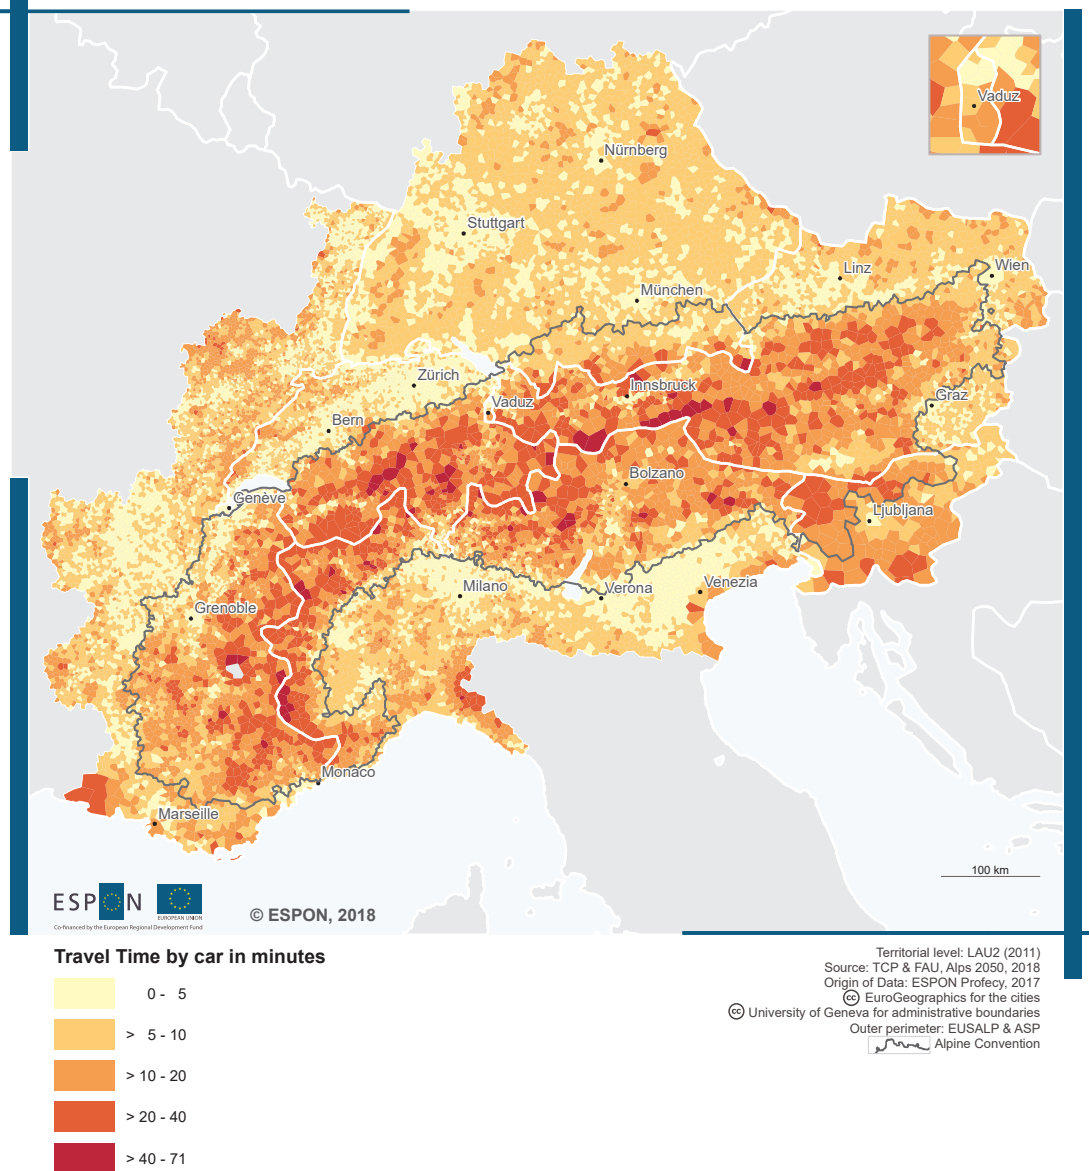 Vaduz
Nürnberg
Stuttgart
Linz
Wien
München
Zürich
Innsbruck
Vaduz
Graz
Bern
Bolzano
Genève
Ljubljana
Milano
Verona
Venezia
Grenoble
Monaco
Marseille
100 km
ESPON
EUROPEAN UNION
Co-financed by the European Regional Development Fund
© ESPON, 2018
Travel Time by car in minutes
0 - 5
> 5 - 10
> 10 - 20
> 20 - 40
> 40 - 71
Territorial level: LAU2 (2011)
Source: TCP & FAU, Alps 2050, 2018
Origin of Data: ESPON Profecy, 2017
cc EuroGeographics for the cities
cc University of Geneva for administrative boundaries
Outer perimeter: EUSALP & ASP
Alpine Convention